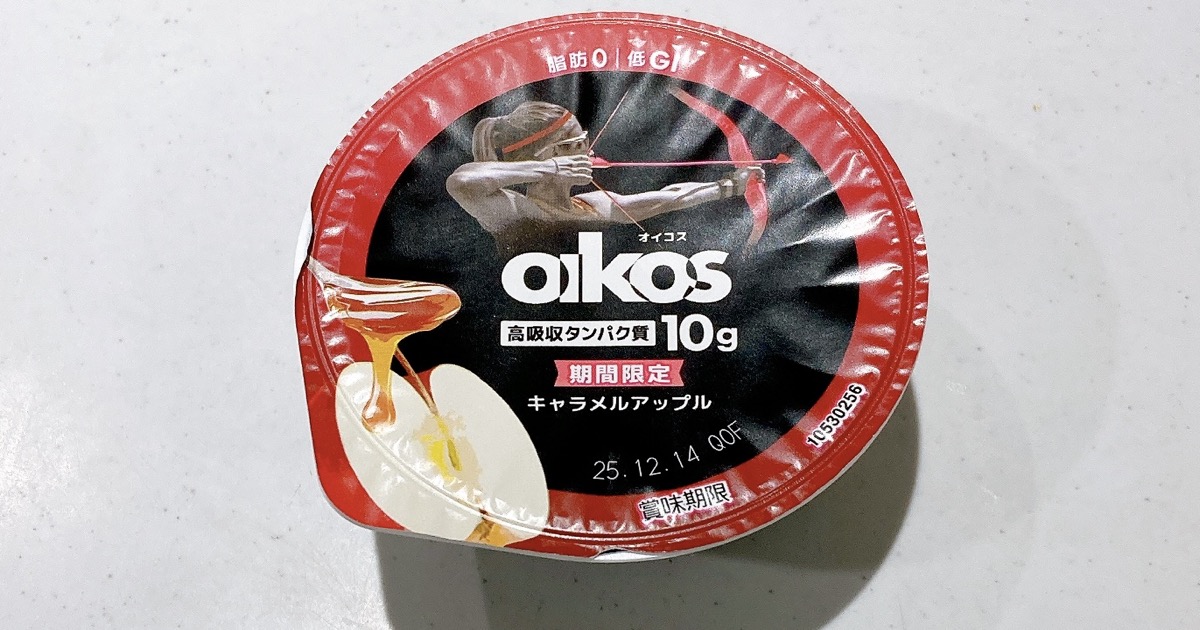 脂肪0|低GI
オイコス
oikos
高吸収タンパク質 10g
期間限定
キャラメルアップル
25.12.14 QOF
賞味期限
10530256